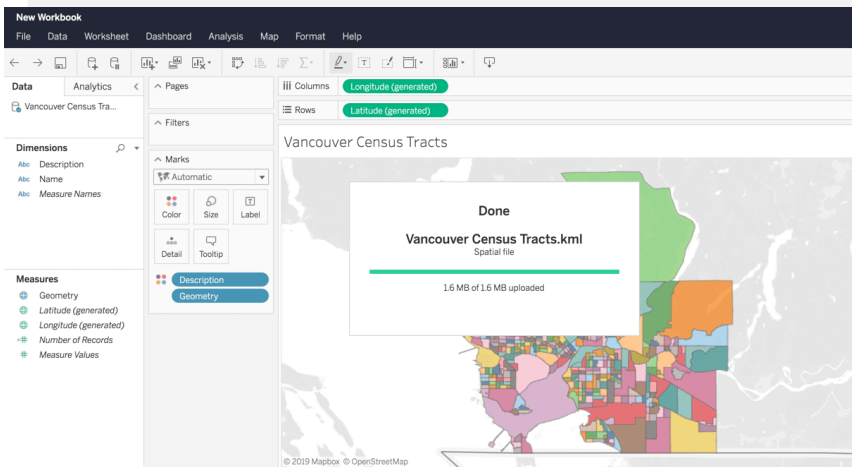 New Workbook
File Data Worksheet Dashboard Analysis Map Format Help
Data Analytics
Vancouver Census Tra...
Dimensions
Abc Description
Abc Name
Abc Measure Names
Measures
Geometry
Latitude (generated)
Longitude (generated)
Number of Records
Measure Values
Pages
Filters
Marks
Automatic
Color Size Label
Detail Tooltip
Description
Geometry
Columns Longitude (generated)
Rows Latitude (generated)
Vancouver Census Tracts
Done
Vancouver Census Tracts.kml
Spatial file
1.6 MB of 1.6 MB uploaded
© 2019 Mapbox © OpenStreetMap